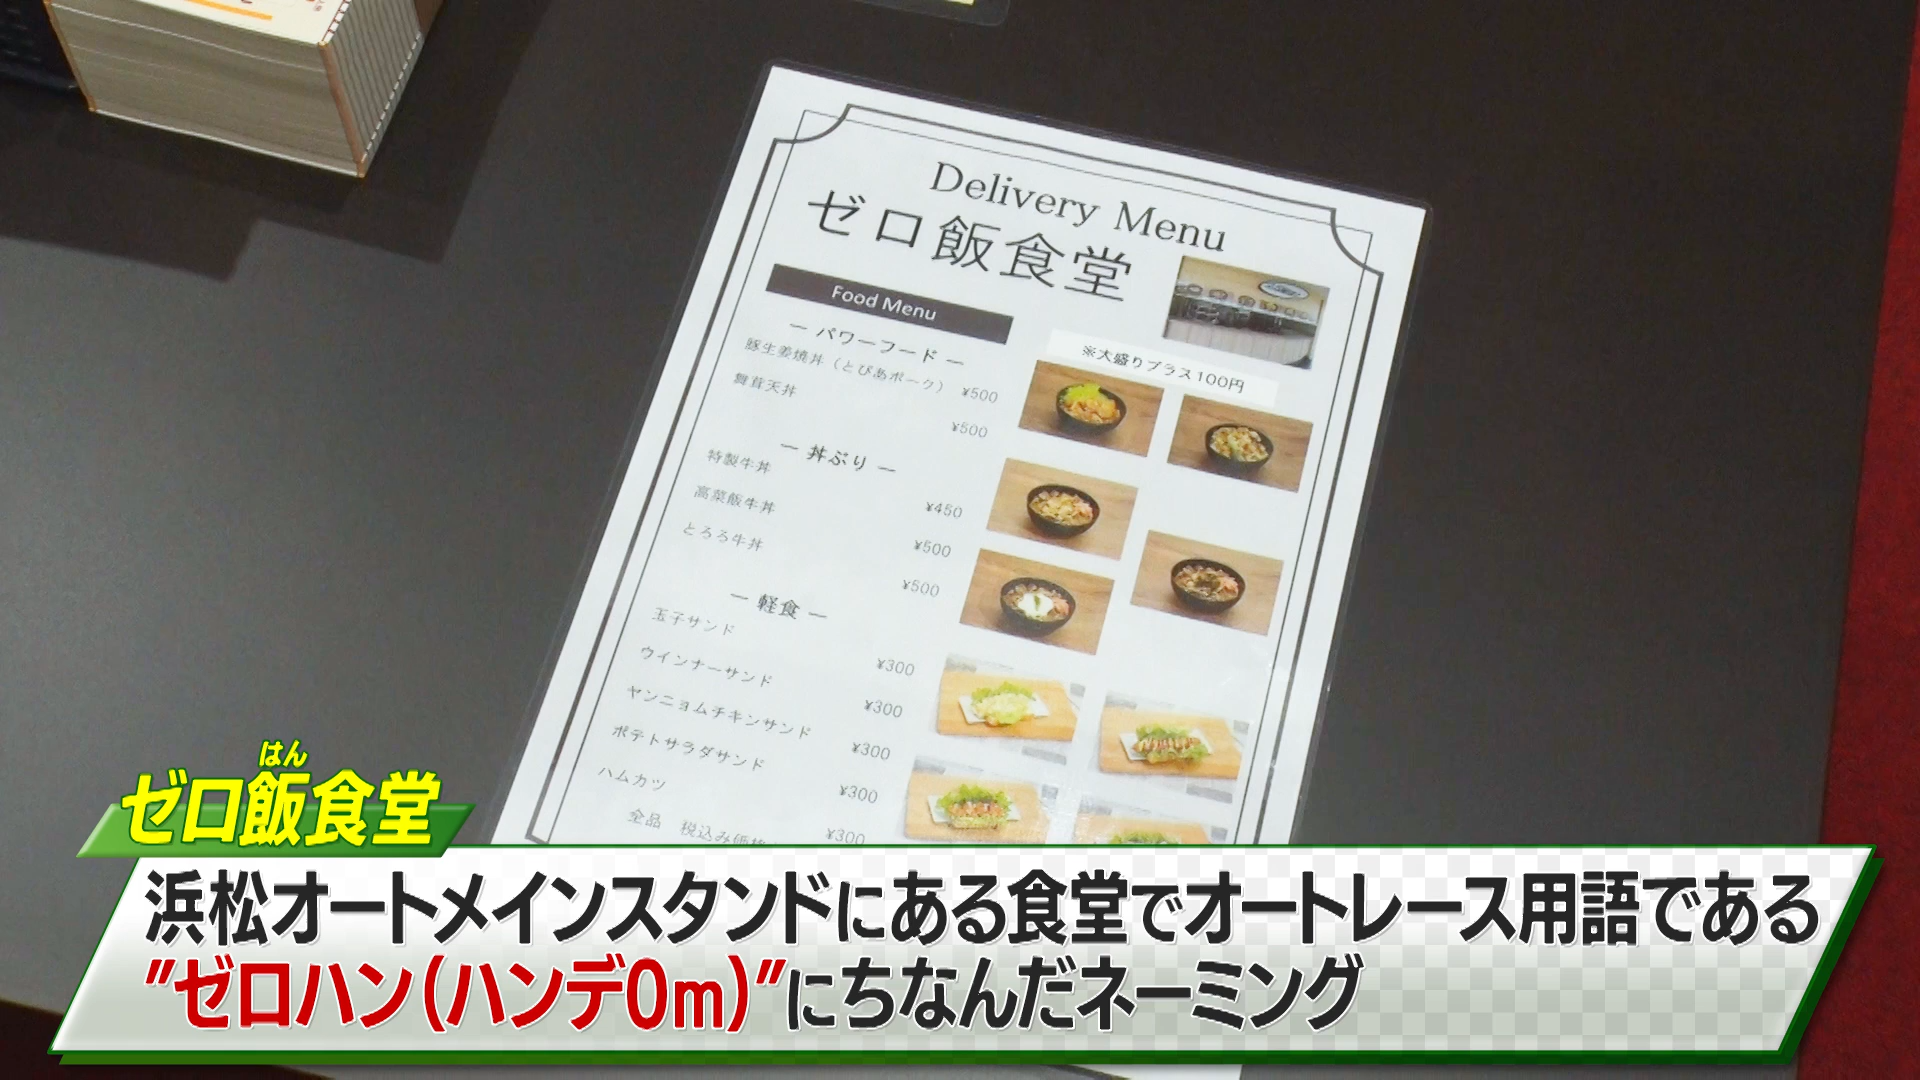 Delivery Menu
ゼロ飯食堂
Food Menu
― パワーフード ―
豚生姜焼丼（とぴあポーク） ¥500
舞茸天丼 ¥500
※大盛りプラス100円
― 丼ぶり ―
特製牛丼 ¥450
高菜飯牛丼 ¥500
とろろ牛丼 ¥500
― 軽食 ―
玉子サンド ¥300
ウインナーサンド ¥300
ヤンニョムチキンサンド ¥300
ポテトサラダサンド ¥300
ハムカツ ¥300
全品 税込み
はん
ゼロ飯食堂
浜松オートメインスタンドにある食堂でオートレース用語である
"ゼロハン（ハンデ0m）"にちなんだネーミング